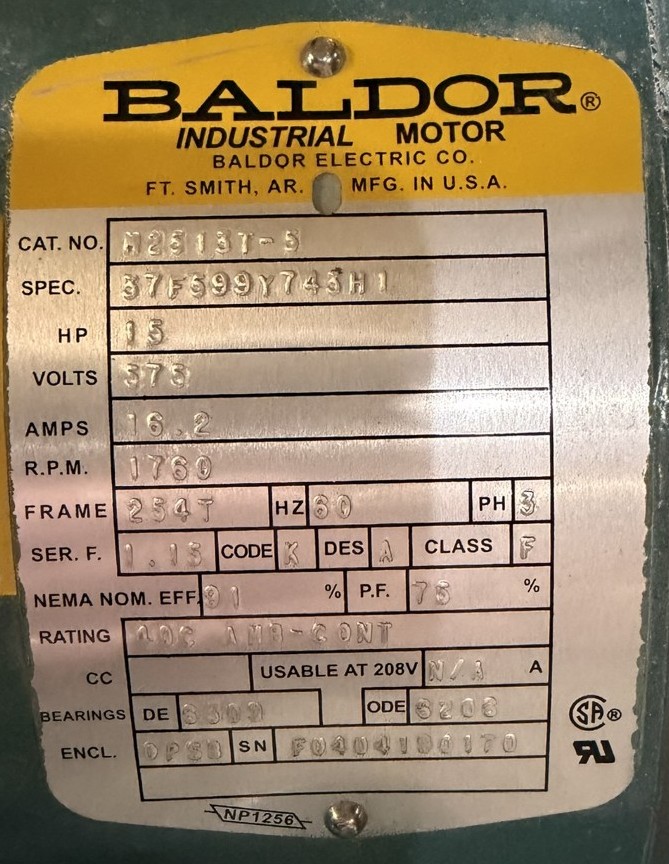 BALDOR®
INDUSTRIAL MOTOR
BALDOR ELECTRIC CO.
FT. SMITH, AR. MFG. IN U.S.A.
CAT. NO. M2513T-5
SPEC. 37F599Y743H1
HP 15
VOLTS 575
AMPS 16.2
R.P.M. 1760
FRAME 254T HZ 60 PH 3
SER. F. 1.15 CODE K DES A CLASS F
NEMA NOM. EFF. 91 % P.F. 75 %
RATING 40C AMB-CONT
CC USABLE AT 208V N/A A
BEARINGS DE 6309 ODE 6208
ENCL. SN
NP1256